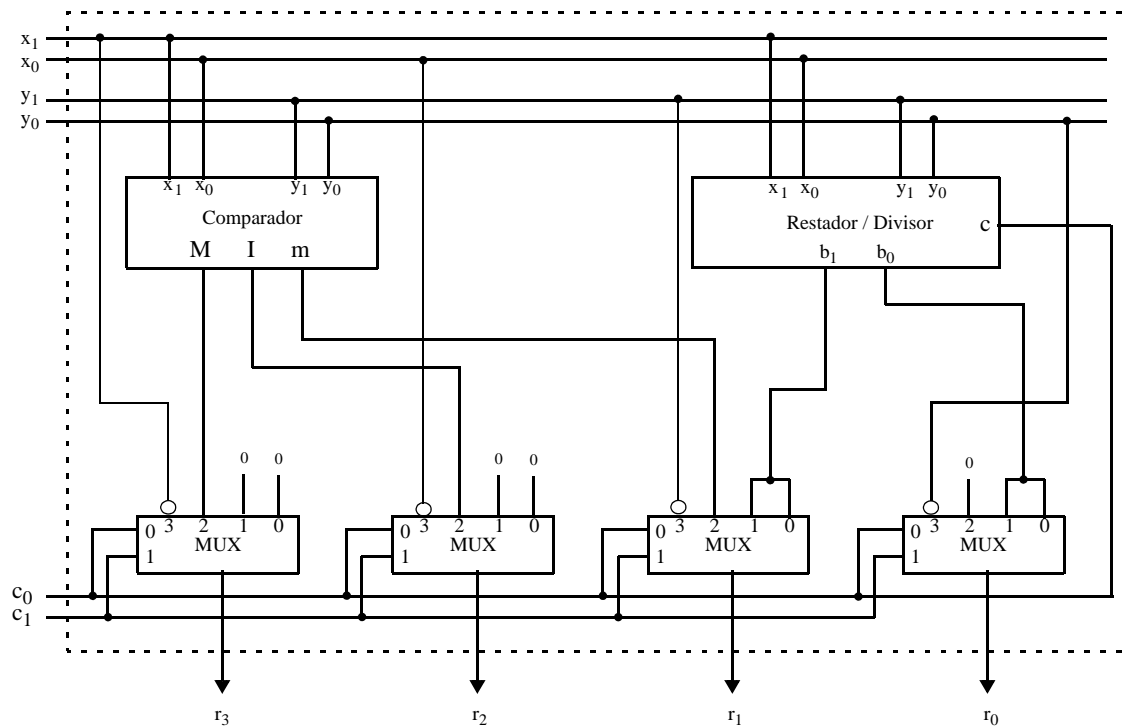 x1
x0
y1
y0
x1 x0 y1 y0
Comparador
M I m
x1 x0 y1 y0
Restador / Divisor
c
b1 b0
0 0 0 0 0
3 2 1 0
0
MUX
1
3 2 1 0
0
MUX
1
3 2 1 0
0
MUX
1
3 2 1 0
0
MUX
1
c0
c1
r3 r2 r1 r0